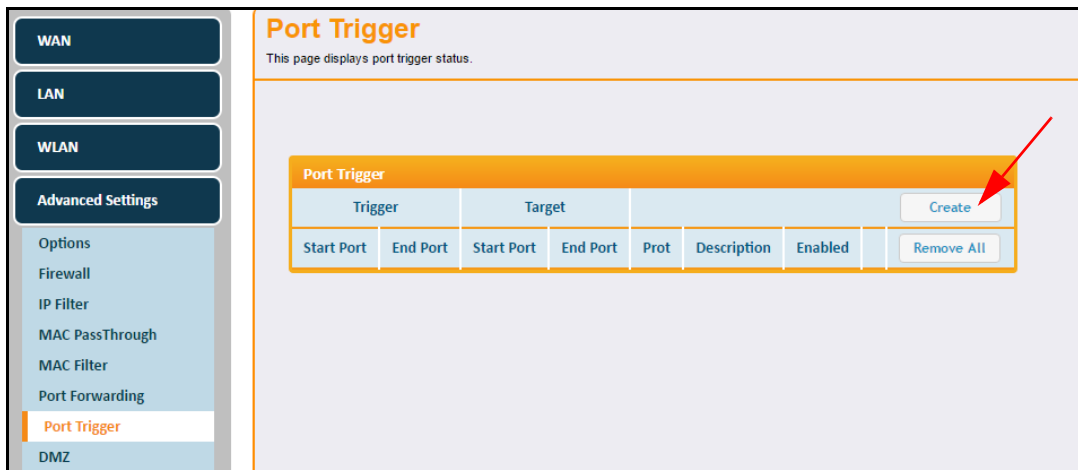 WAN
LAN
WLAN
Advanced Settings
Options
Firewall
IP Filter
MAC PassThrough
MAC Filter
Port Forwarding
Port Trigger
DMZ
Port Trigger
This page displays port trigger status.
Port Trigger
Trigger Target Create
Start Port End Port Start Port End Port Prot Description Enabled Remove All